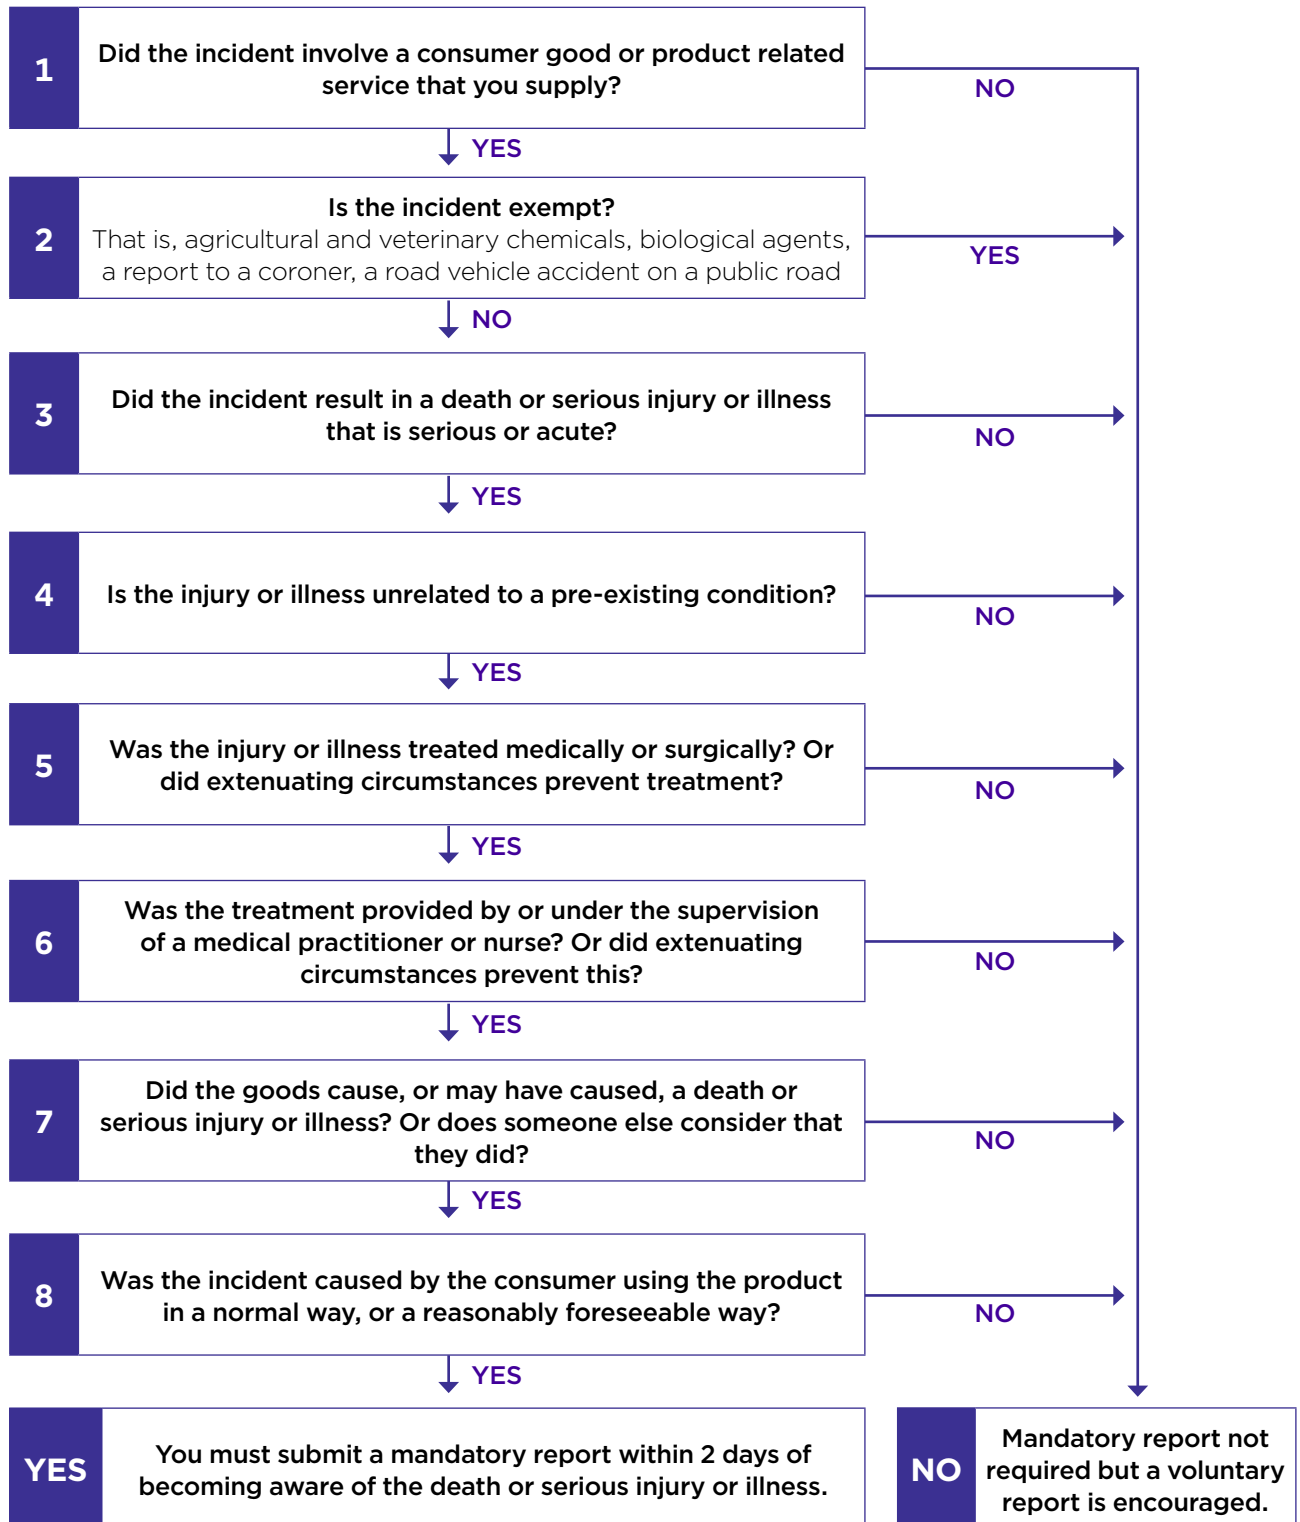 1
Did the incident involve a consumer good or product related
service that you supply?
NO
YES
2
Is the incident exempt?
That is, agricultural and veterinary chemicals, biological agents,
a report to a coroner, a road vehicle accident on a public road
YES
NO
3
Did the incident result in a death or serious injury or illness
that is serious or acute?
NO
YES
4
Is the injury or illness unrelated to a pre-existing condition?
NO
YES
5
Was the injury or illness treated medically or surgically? Or
did extenuating circumstances prevent treatment?
NO
YES
6
Was the treatment provided by or under the supervision
of a medical practitioner or nurse? Or did extenuating
circumstances prevent this?
NO
YES
7
Did the goods cause, or may have caused, a death or
serious injury or illness? Or does someone else consider that
they did?
NO
YES
8
Was the incident caused by the consumer using the product
in a normal way, or a reasonably foreseeable way?
NO
YES
YES
You must submit a mandatory report within 2 days of
becoming aware of the death or serious injury or illness.
NO
Mandatory report not
required but a voluntary
report is encouraged.